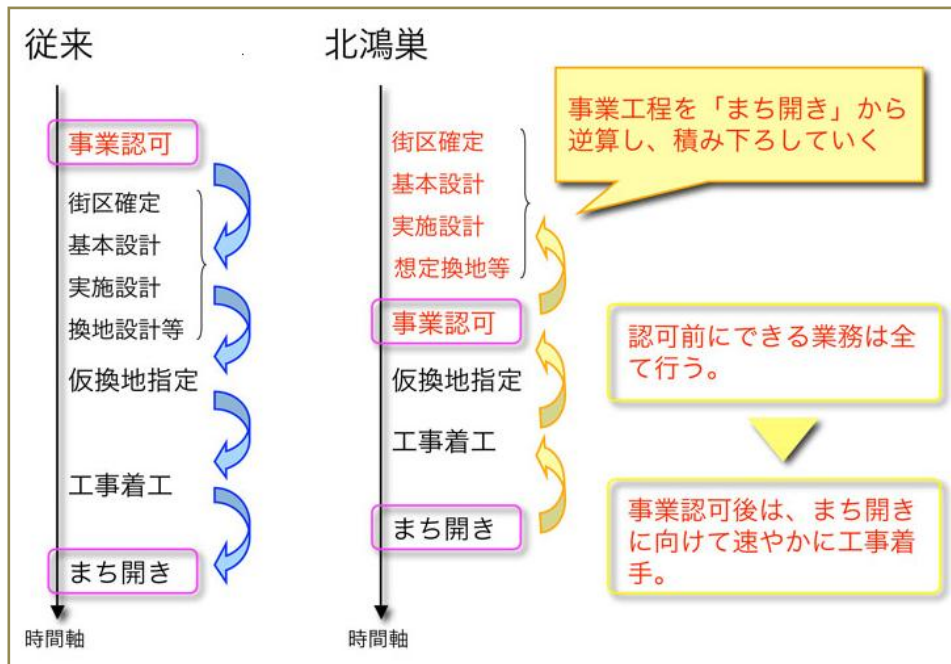 従来
事業認可
街区確定
基本設計
実施設計
換地設計等
仮換地指定
工事着工
まち開き
時間軸
北鴻巣
街区確定
基本設計
実施設計
想定換地等
事業認可
仮換地指定
工事着工
まち開き
時間軸
事業工程を「まち開き」から
逆算し、積み下ろしていく
認可前にできる業務は全
て行う。
事業認可後は、まち開き
に向けて速やかに工事着
手。